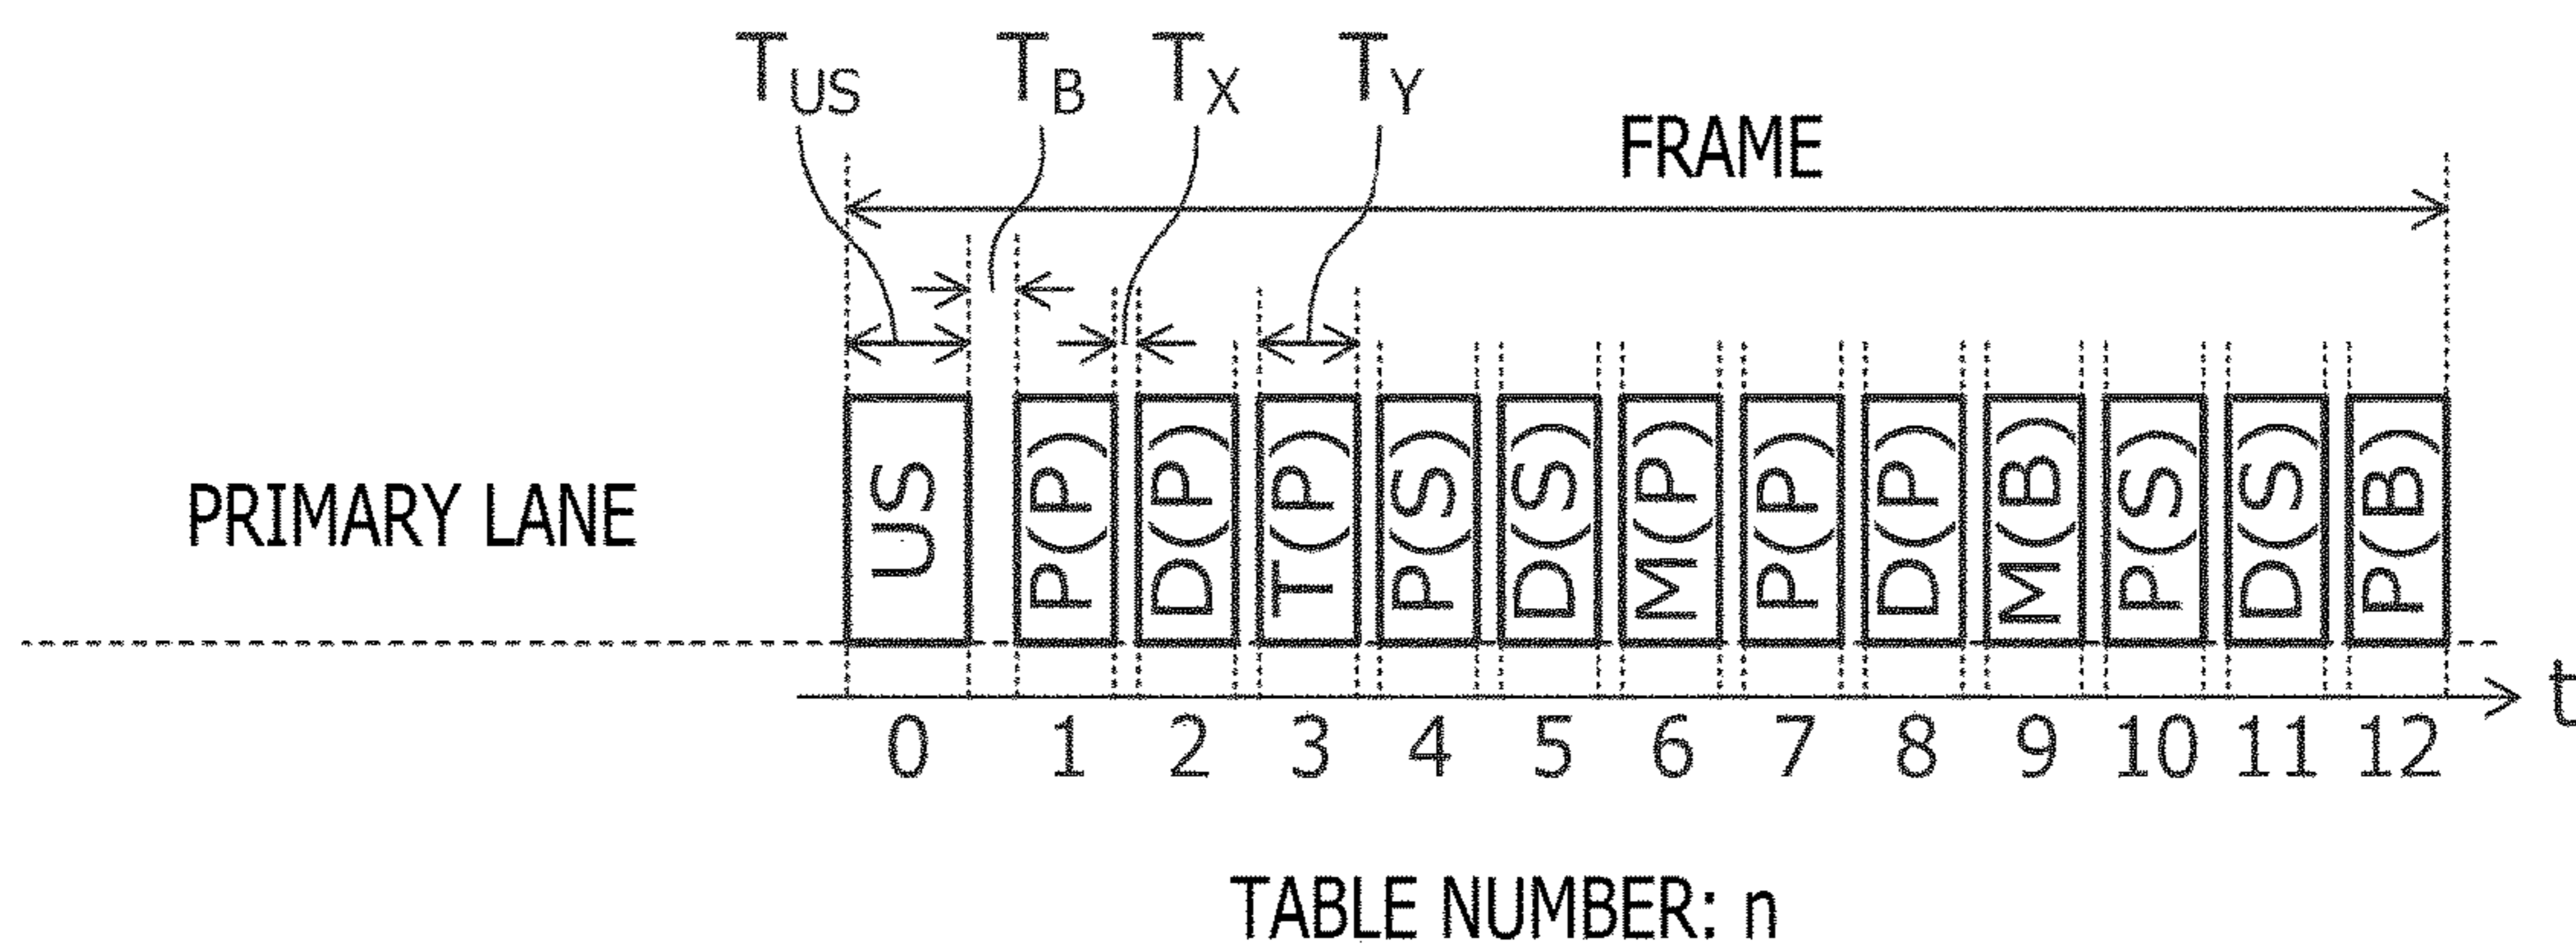 T_US T_B T_X T_Y
FRAME
PRIMARY LANE
US P(P) D(P) T(P) P(S) D(S) M(P) P(P) D(P) M(B) P(S) D(S) P(B)
t
0 1 2 3 4 5 6 7 8 9 10 11 12
TABLE NUMBER: n